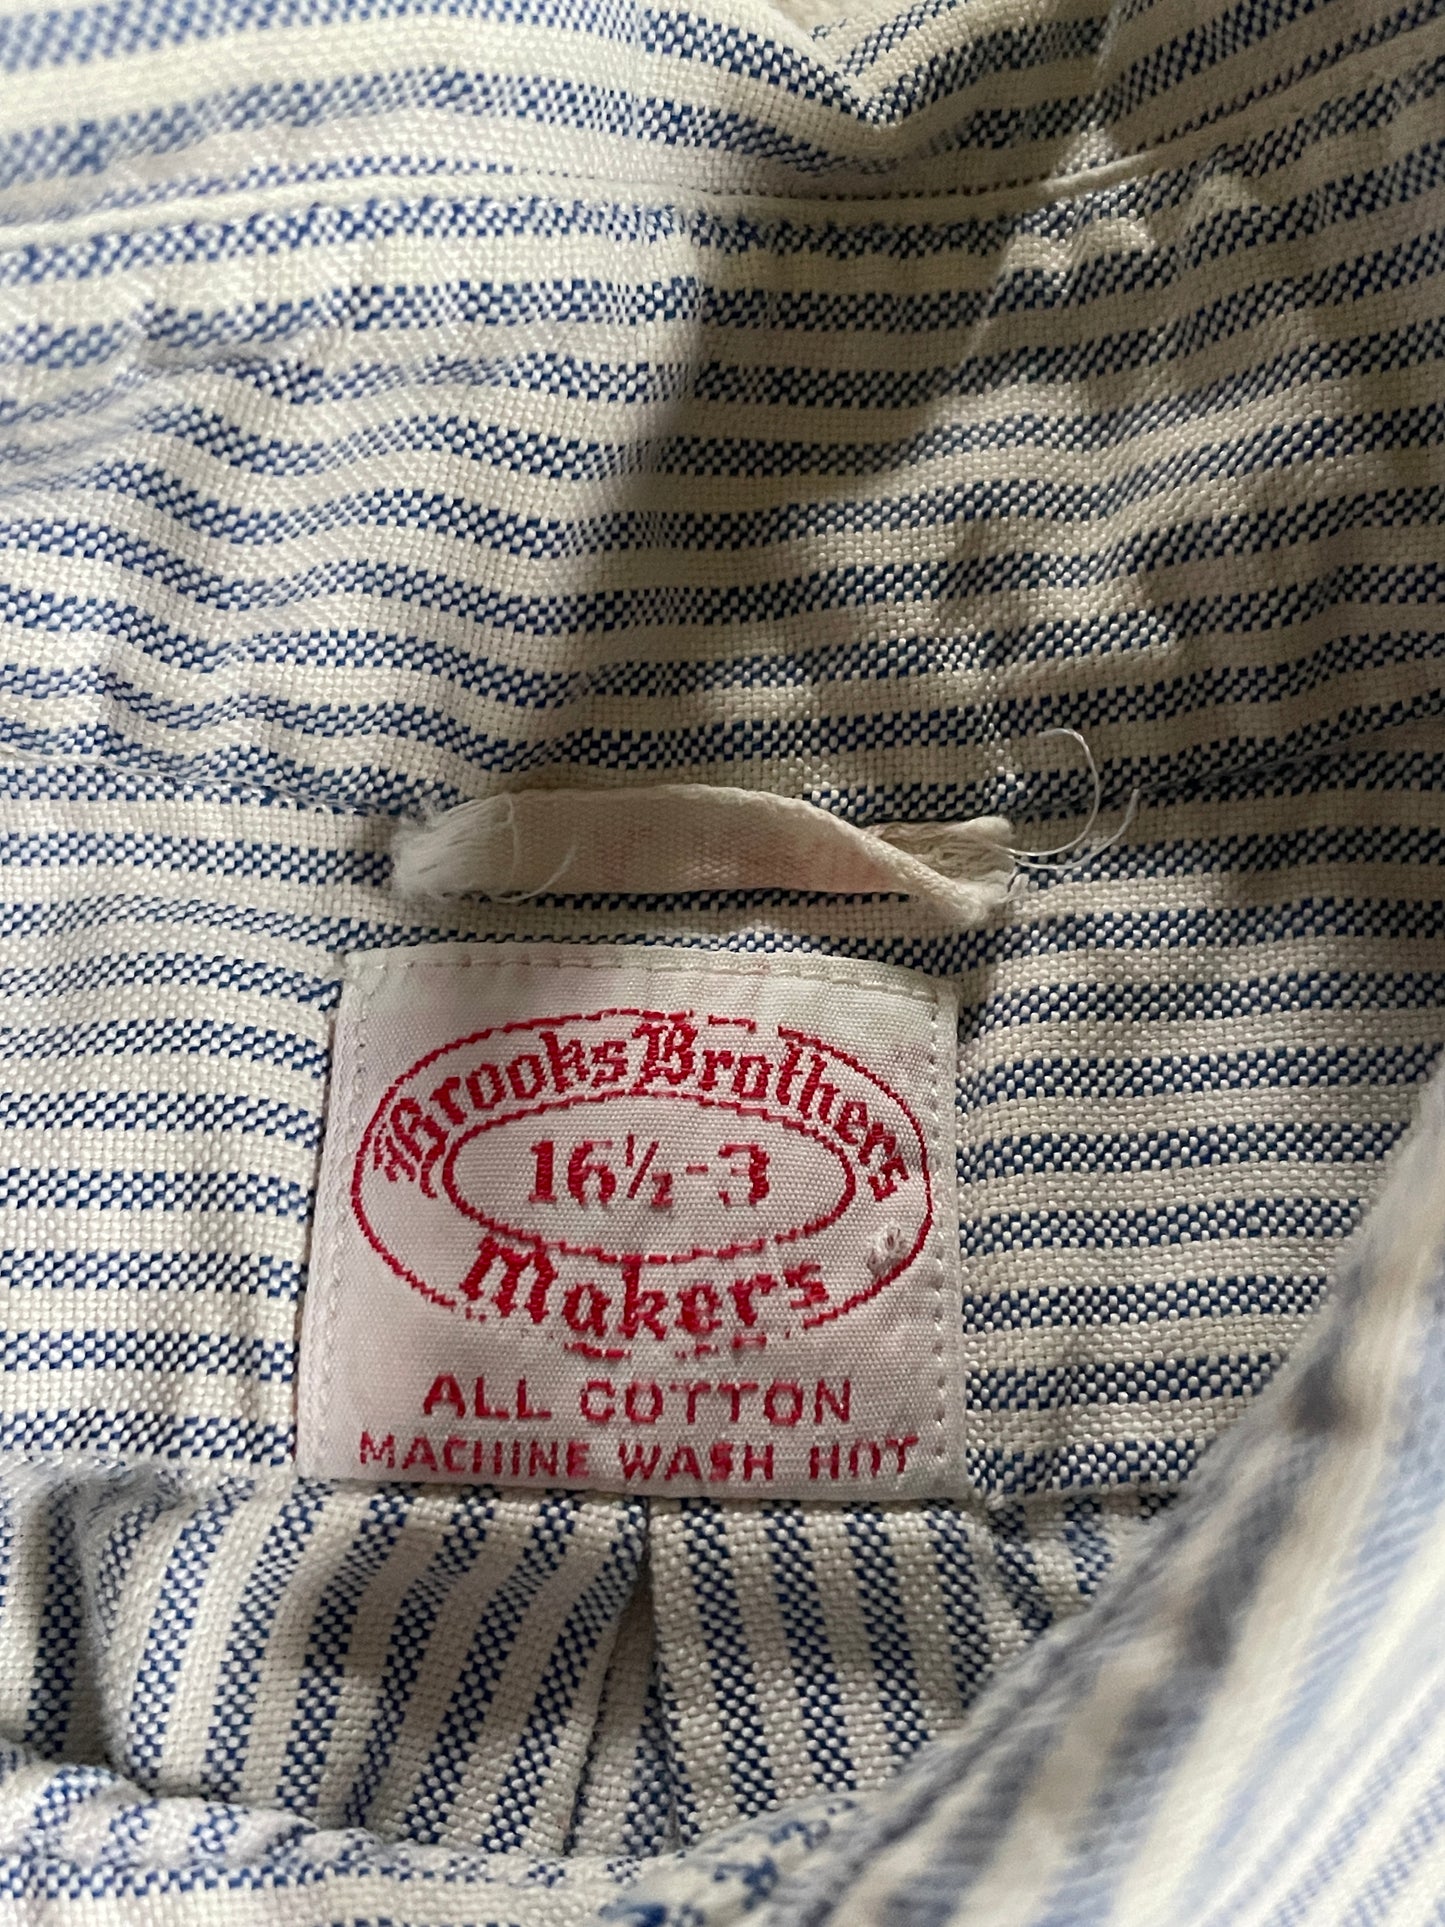 Brooks Brothers
16½-3
Makers
ALL COTTON
MACHINE WASH HOT